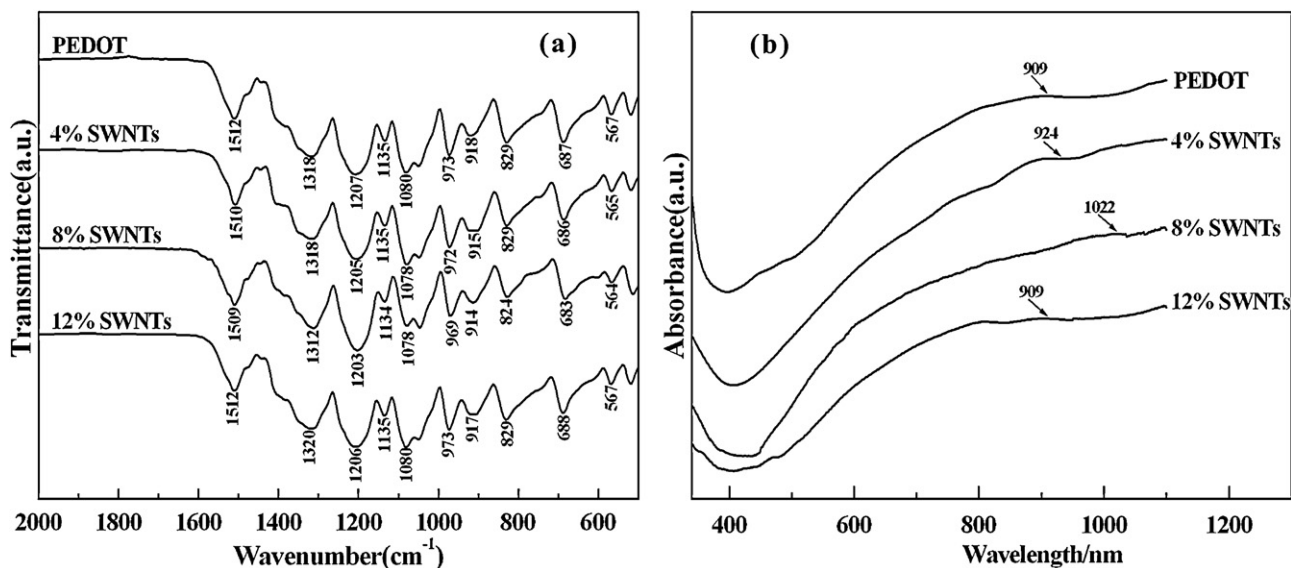 (a)
PEDOT
1512 1318 1207 1135 1080 973 918 829 687 567
4% SWNTs
1510 1318 1205 1135 1078 972 915 829 686 565
8% SWNTs
1509 1312 1203 1134 1078 969 914 824 683 564
12% SWNTs
1512 1320 1206 1135 1080 973 917 829 688 567
Transmittance(a.u.)
2000 1800 1600 1400 1200 1000 800 600
Wavenumber(cm⁻¹)
(b)
909 PEDOT
924 4% SWNTs
1022 8% SWNTs
909 12% SWNTs
Absorbance(a.u.)
400 600 800 1000 1200
Wavelength/nm